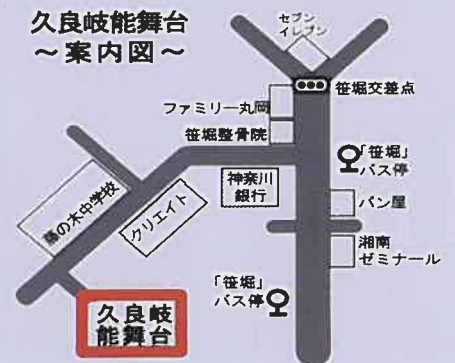 久良岐能舞台
～案内図～
セブン
イレブン
笹堀交差点
ファミリー丸岡
笹堀整骨院
「笹堀」
バス停
神奈川
銀行
パン屋
藤の木中学校
クリエイト
湘南
ゼミナール
「笹堀」
バス停
久良岐
能舞台